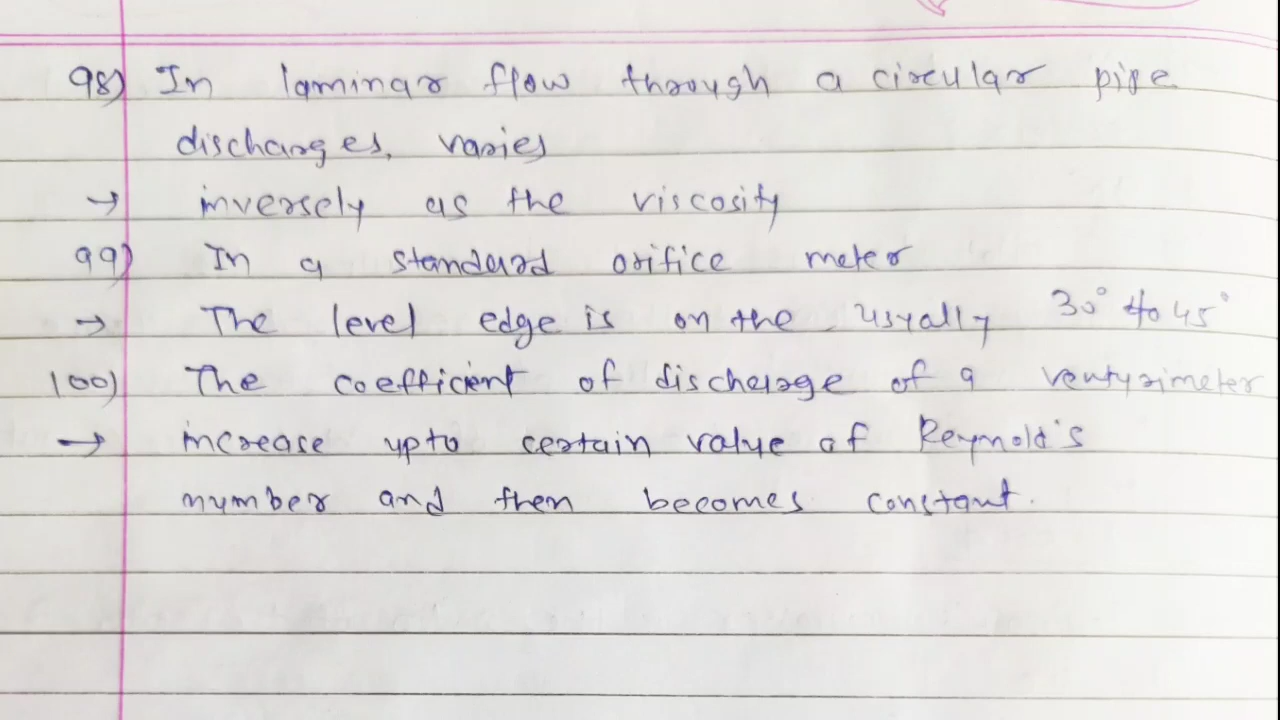 98) In laminar flow through a circular pipe
discharges, varies
→ inversely as the viscosity
99) In a standard orifice meter
→ The level edge is on the, usually 30° to 45°
100) The coefficient of discharge of a venturimeter
→ increase upto certain value of Reynold's
number and then becomes constant.